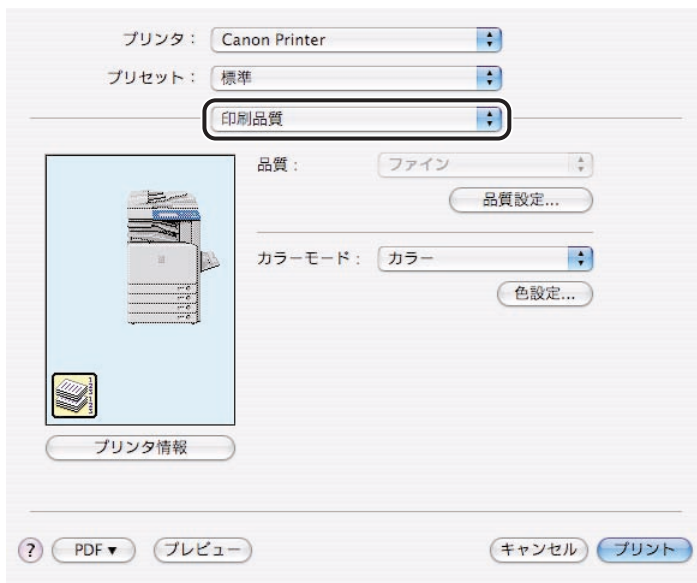 プリンタ： Canon Printer
プリセット： 標準
印刷品質
品質： ファイン
品質設定...
カラーモード： カラー
色設定...
プリンタ情報
? PDF▼ プレビュー キャンセル プリント